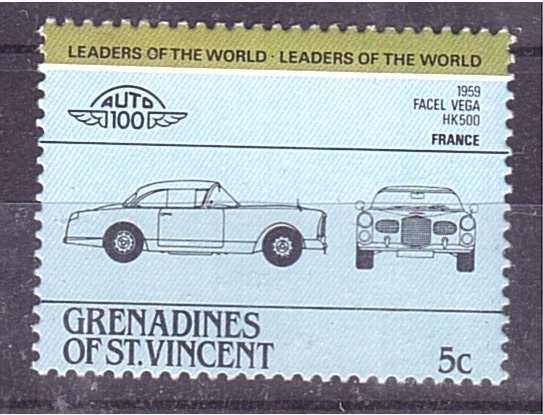 LEADERS OF THE WORLD · LEADERS OF THE WORLD
AUTO
100
1959
FACEL VEGA
HK500
FRANCE
GRENADINES
OF ST. VINCENT
5c